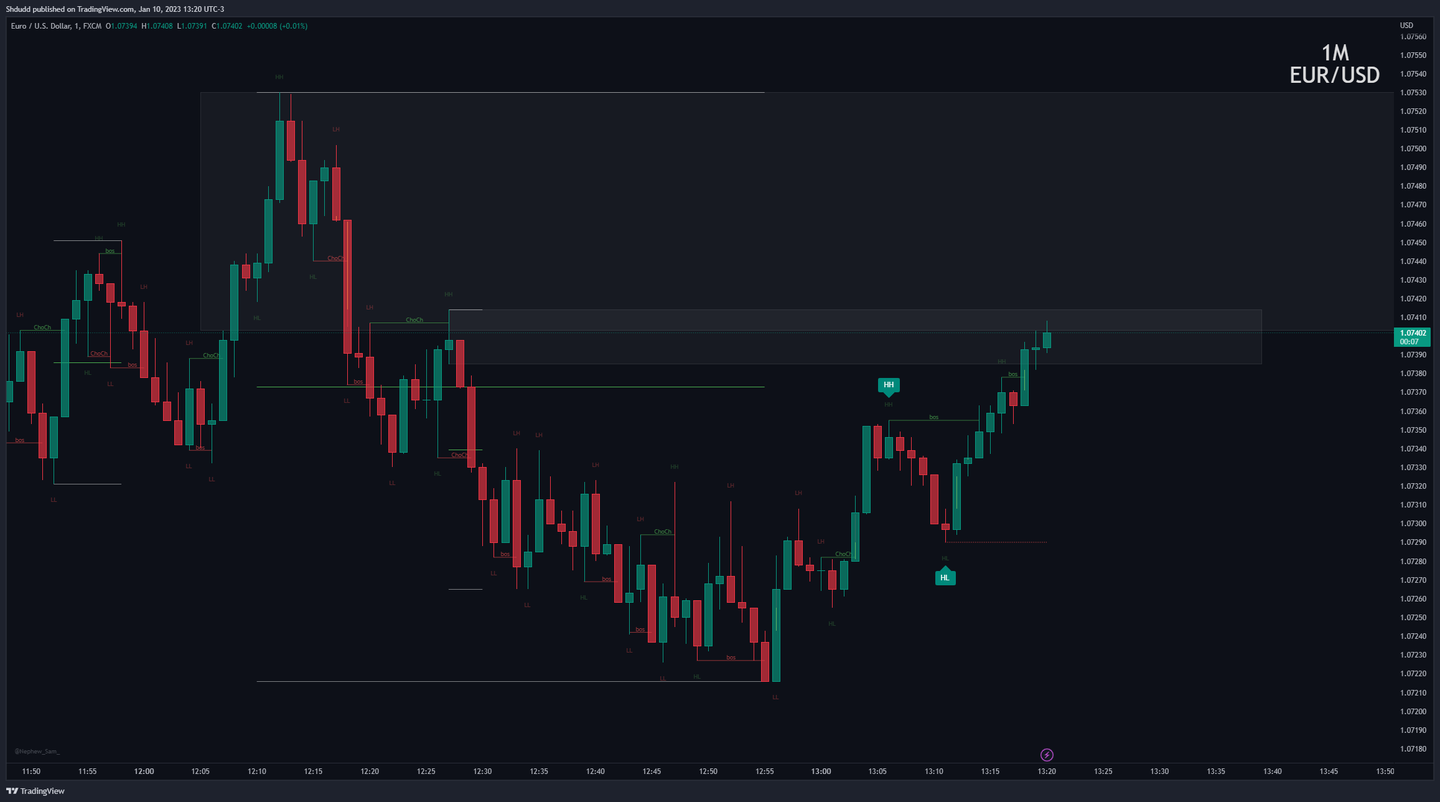 Shdudd published on TradingView.com, Jan 10, 2023 13:20 UTC-3
Euro / U.S. Dollar, 1, FXCM O1.07394 H1.07408 L1.07391 C1.07402 +0.00008 (+0.01%)
USD
1M
EUR/USD
1.07560
1.07550
1.07540
1.07530
1.07520
1.07510
1.07500
1.07490
1.07480
1.07470
1.07460
1.07450
1.07440
1.07430
1.07420
1.07410
1.07402
00:07
1.07390
1.07380
1.07370
1.07360
1.07350
1.07340
1.07330
1.07320
1.07310
1.07300
1.07290
1.07280
1.07270
1.07260
1.07250
1.07240
1.07230
1.07220
1.07210
1.07200
1.07190
1.07180
HH
LH
HH
HH
bos
ChoCh
HL
LH
LH
ChoCh
ChoCh
bos
HL
LL
bos
LL
LH
ChoCh
bos
LL
LL
HL
HH
LH
ChoCh
bos
LL
ChoCh
HL
LL
LH
LH
bos
LL
LL
LH
bos
HL
LH
HH
ChoCh
bos
LL
LL
LH
HL
bos
LL
LH
LH
ChoCh
HL
HH
HH
bos
HH
bos
HL
HL
@Nephew_Sam_
11:50 11:55 12:00 12:05 12:10 12:15 12:20 12:25 12:30 12:35 12:40 12:45 12:50 12:55 13:00 13:05 13:10 13:15 13:20 13:25 13:30 13:35 13:40 13:45 13:50
TradingView